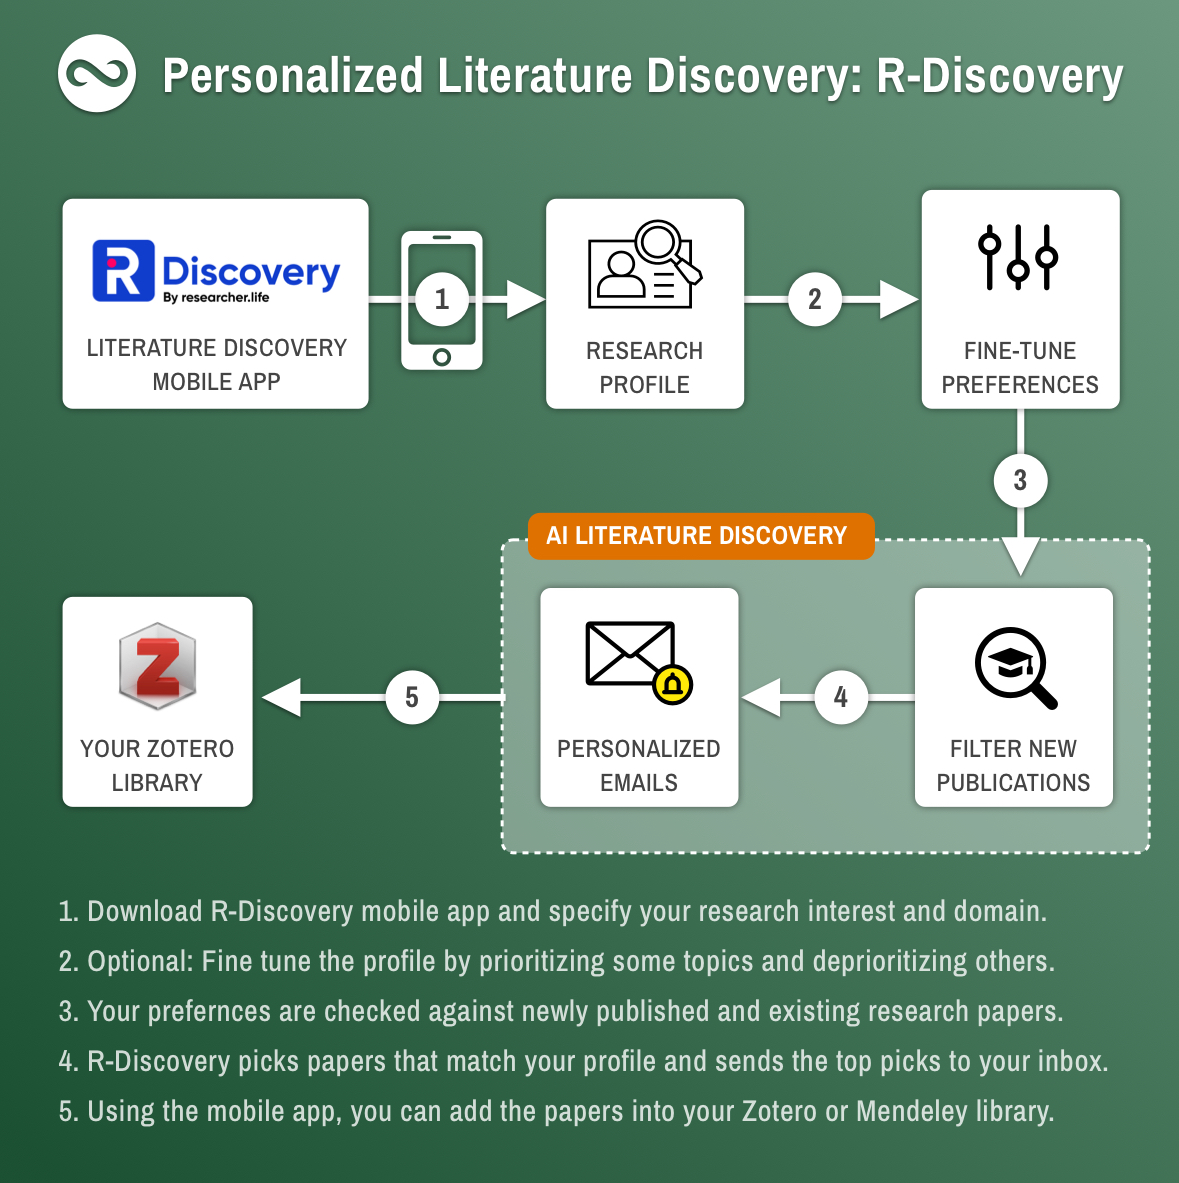 Personalized Literature Discovery: R-Discovery
R Discovery
By researcher.life
LITERATURE DISCOVERY
MOBILE APP
1
RESEARCH
PROFILE
2
FINE-TUNE
PREFERENCES
3
AI LITERATURE DISCOVERY
Z
YOUR ZOTERO
LIBRARY
5
PERSONALIZED
EMAILS
4
FILTER NEW
PUBLICATIONS
1. Download R-Discovery mobile app and specify your research interest and domain.
2. Optional: Fine tune the profile by prioritizing some topics and deprioritizing others.
3. Your prefernces are checked against newly published and existing research papers.
4. R-Discovery picks papers that match your profile and sends the top picks to your inbox.
5. Using the mobile app, you can add the papers into your Zotero or Mendeley library.